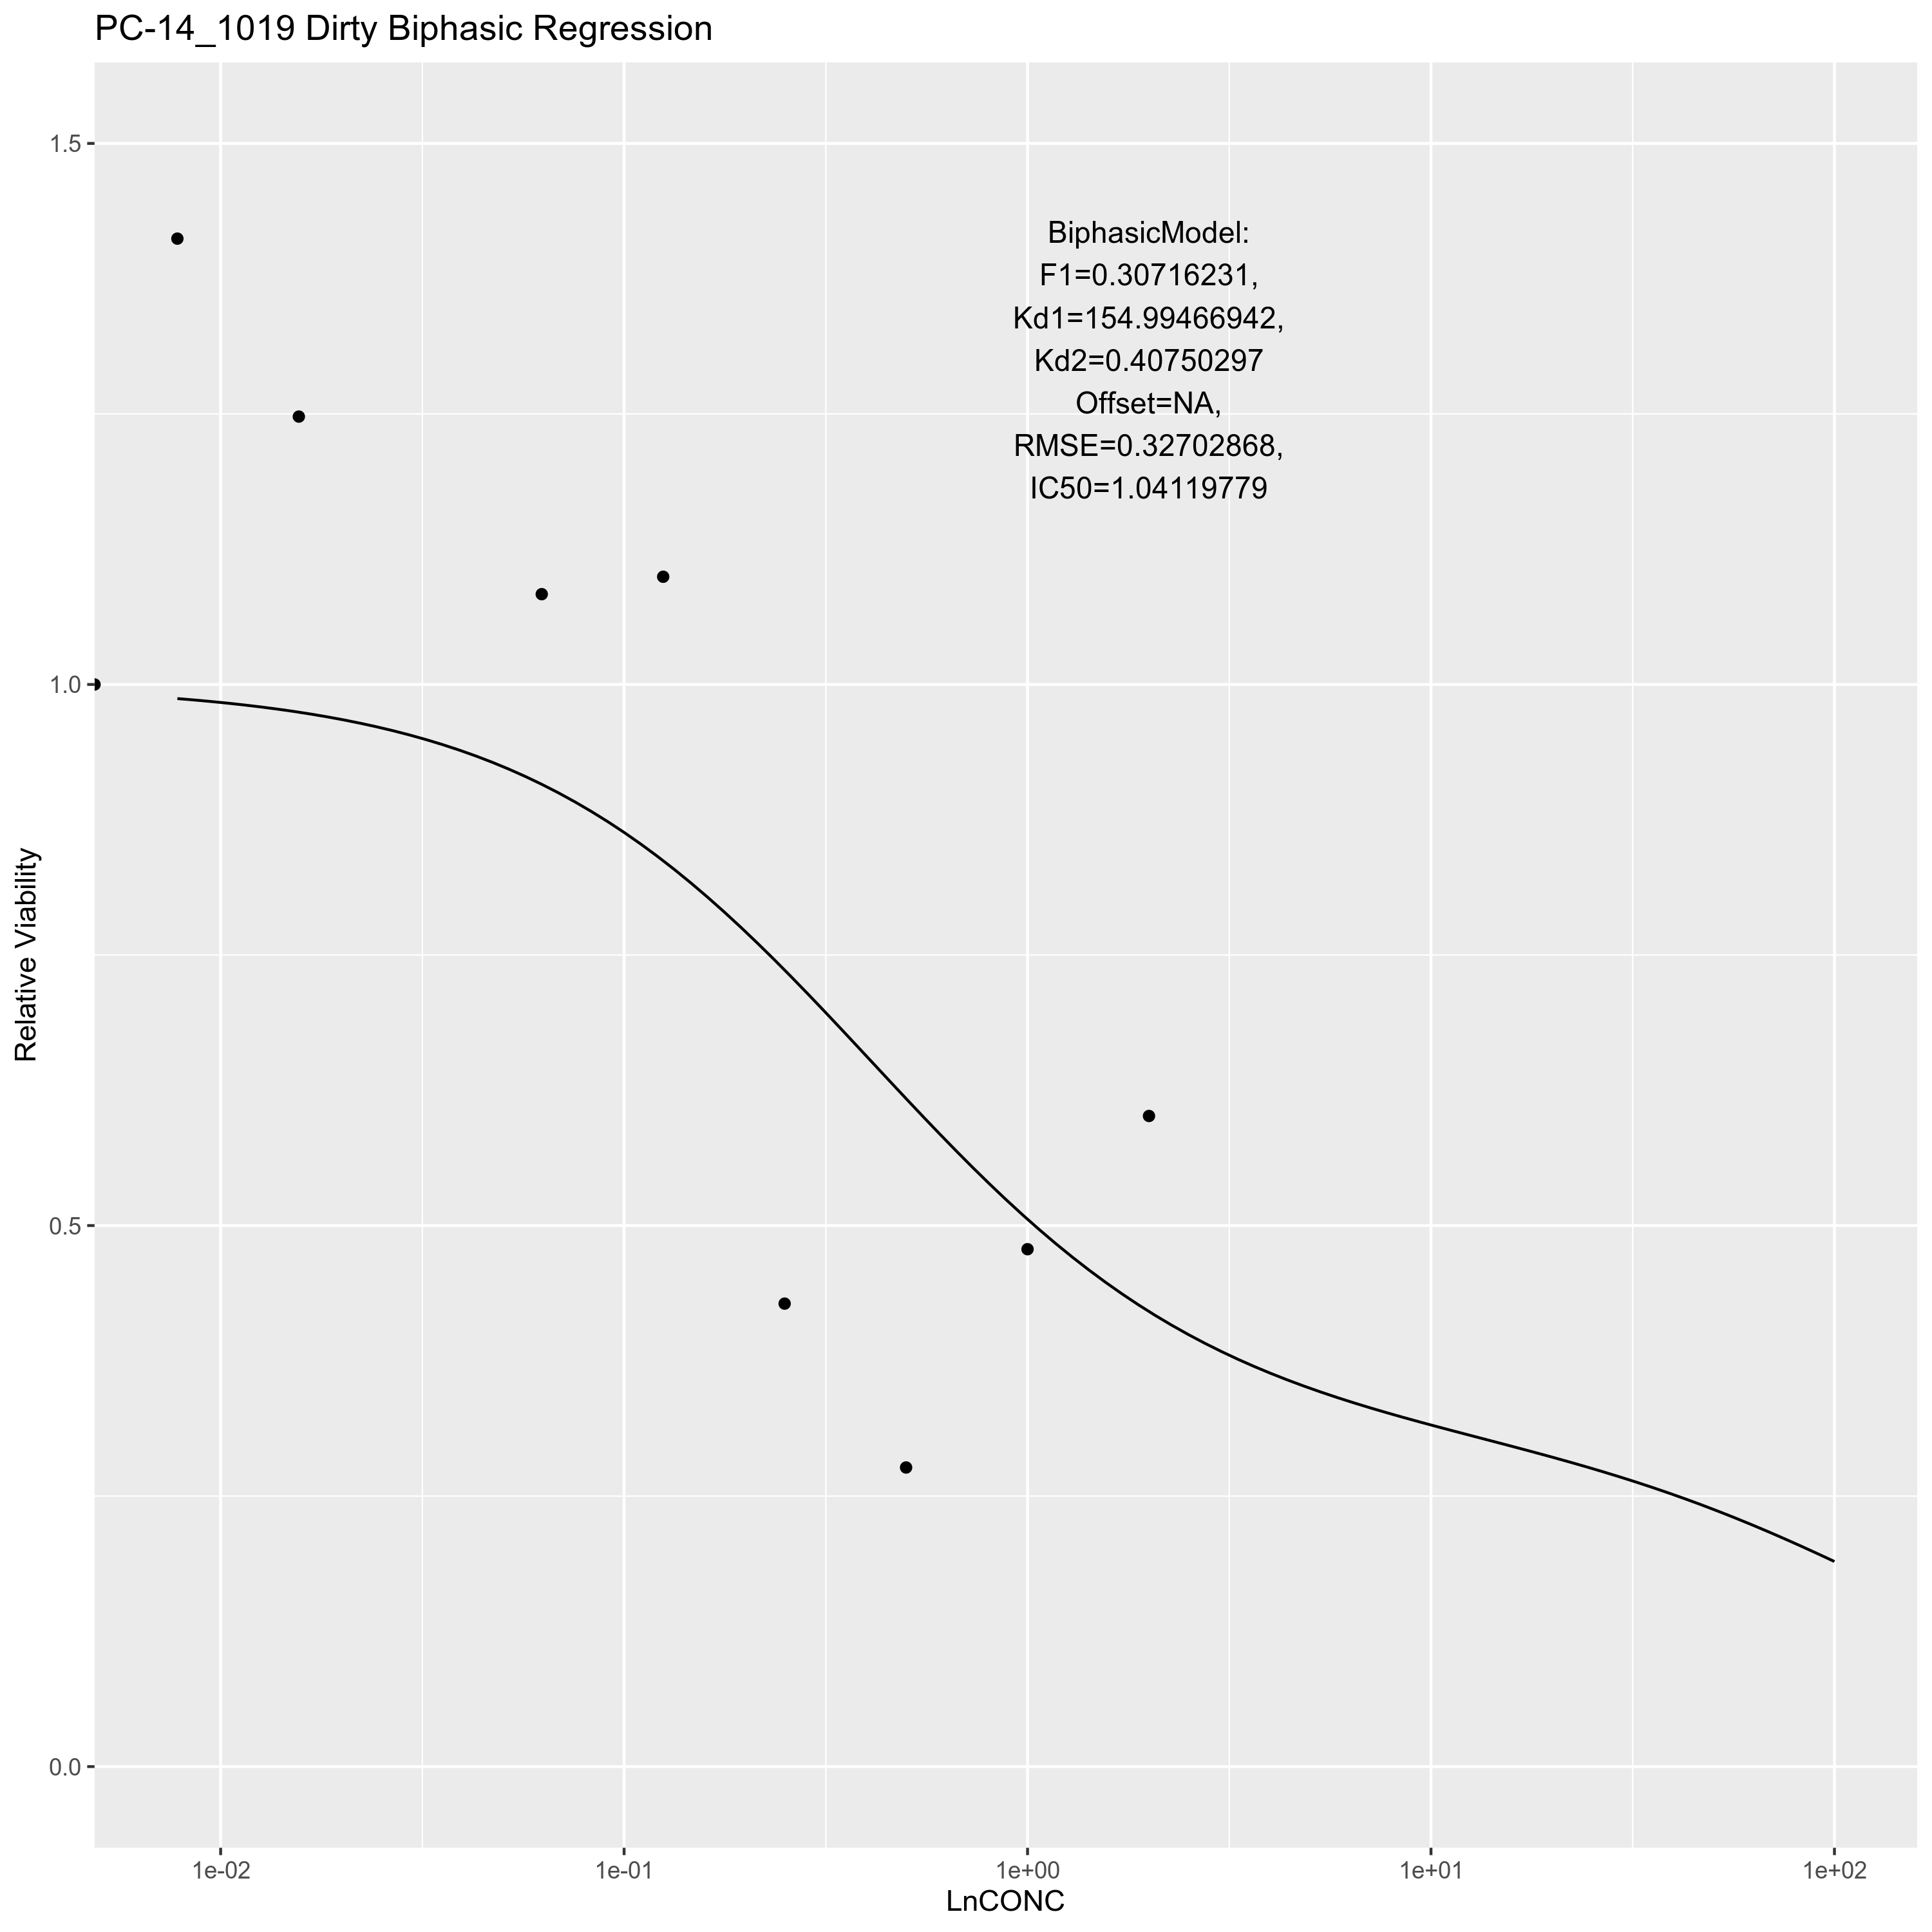 PC-14_1019 Dirty Biphasic Regression
1.5
1.0
0.5
0.0
Relative Viability
BiphasicModel:
F1=0.30716231,
Kd1=154.99466942,
Kd2=0.40750297
Offset=NA,
RMSE=0.32702868,
IC50=1.04119779
1e-02
1e-01
1e+00
1e+01
1e+02
LnCONC